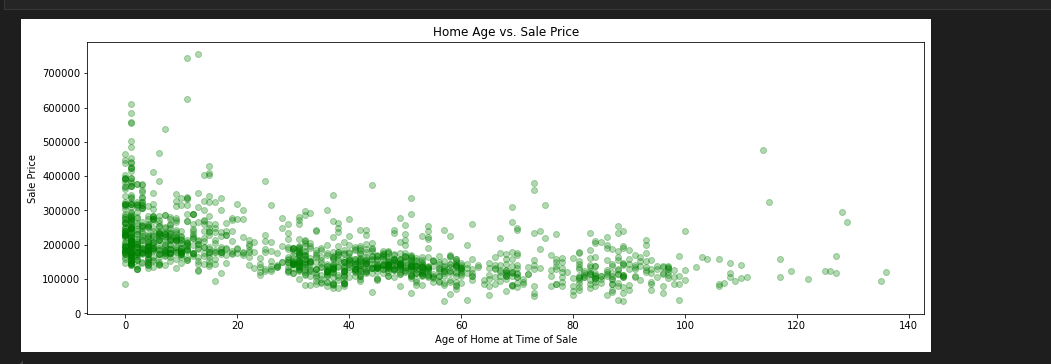 Home Age vs. Sale Price
Sale Price
700000
600000
500000
400000
300000
200000
100000
0
0 20 40 60 80 100 120 140
Age of Home at Time of Sale